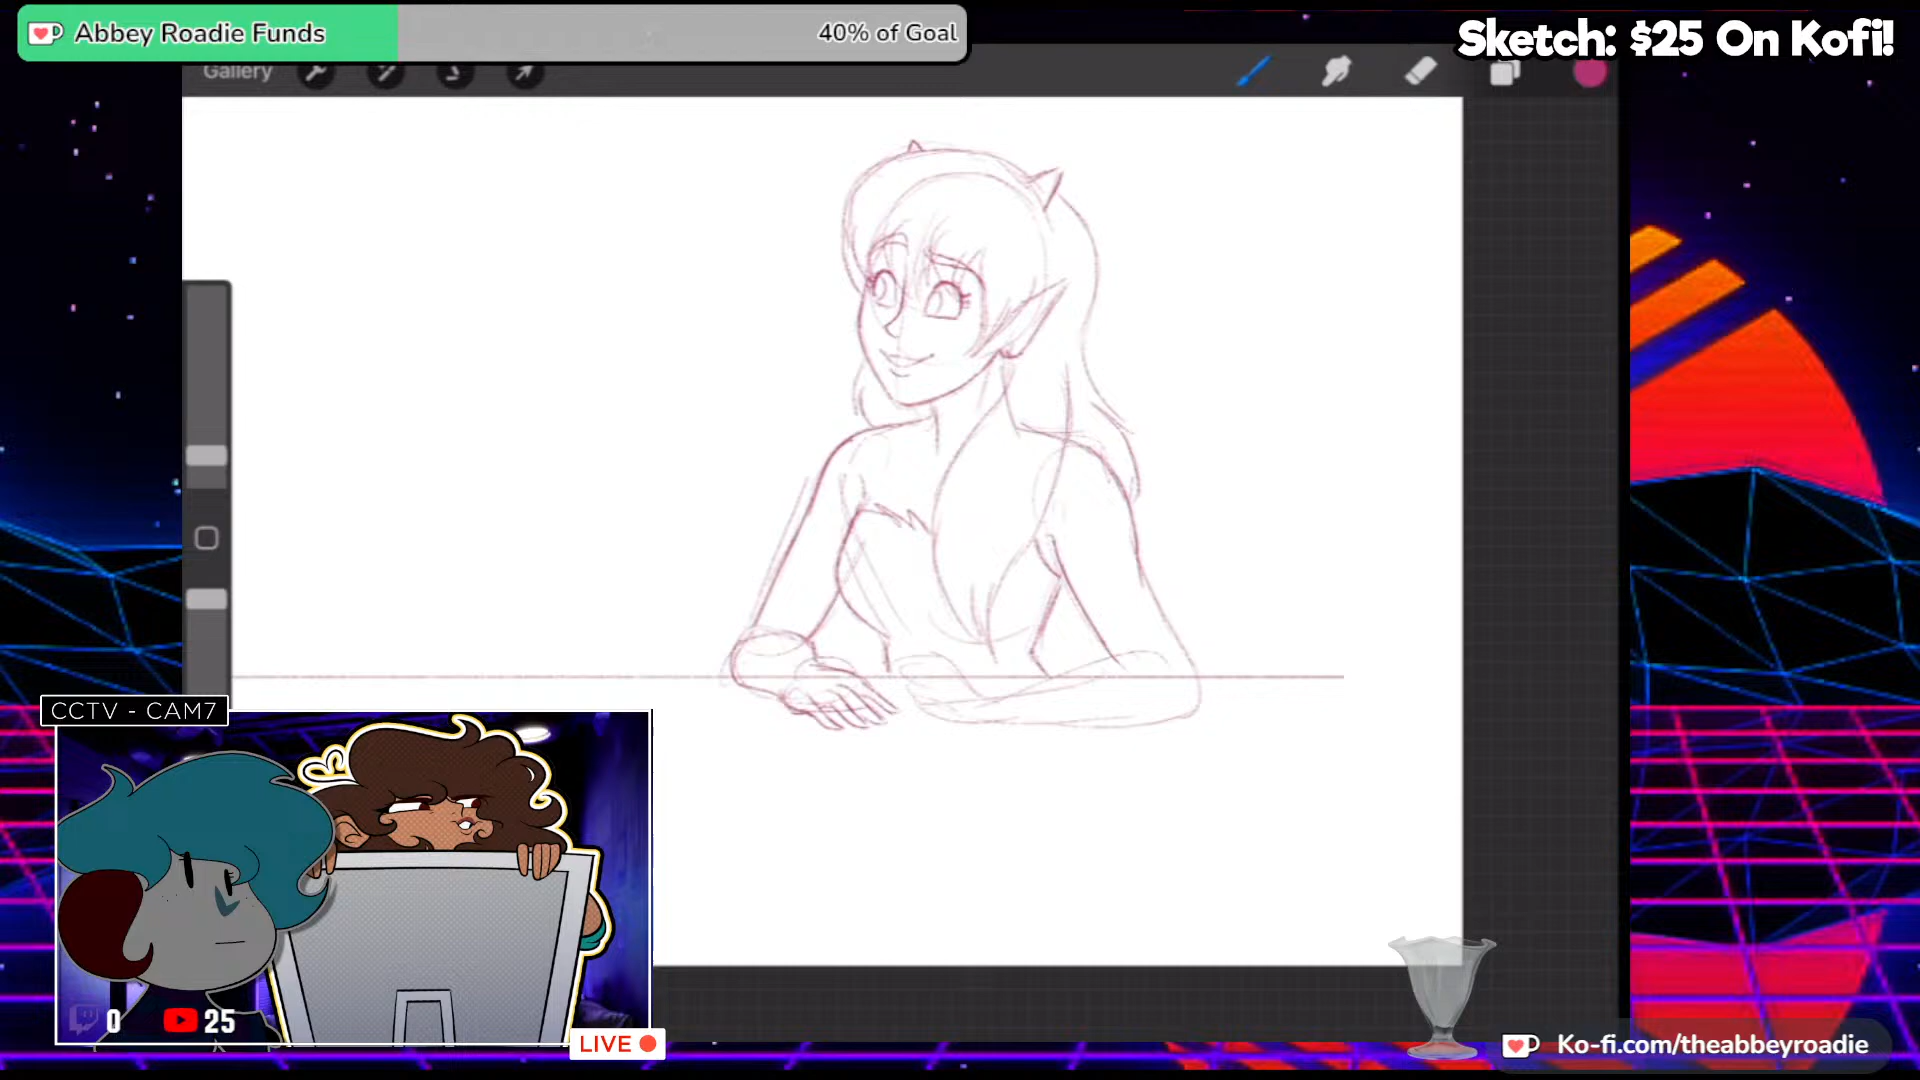 Abbey Roadie Funds
40% of Goal
Sketch: $25 On Kofi!
Gallery
CCTV - CAM7
0
25
LIVE
Ko-fi.com/theabbeyroadie